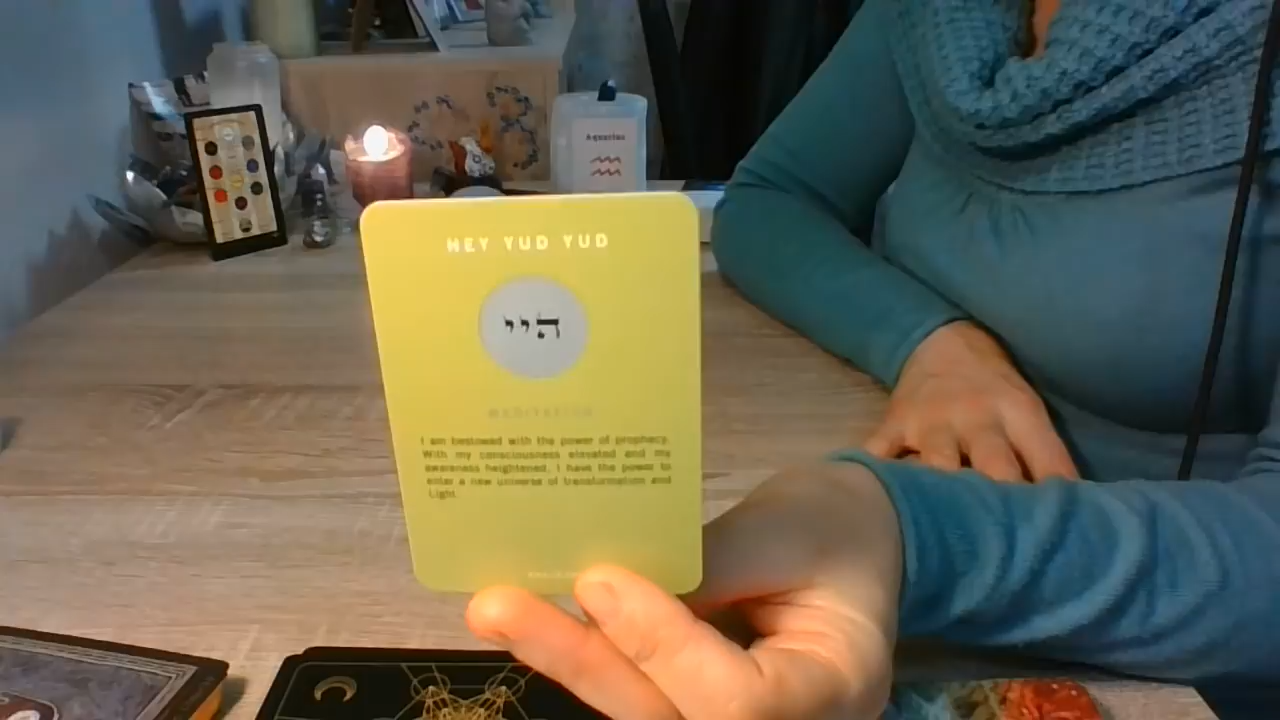 Aquarius
HEY YUD YUD
היי
MEDITATION
I am bestowed with the power of prophecy.
With my consciousness elevated and my
awareness heightened, I have the power to
enter a new universe of transformation and
Light.